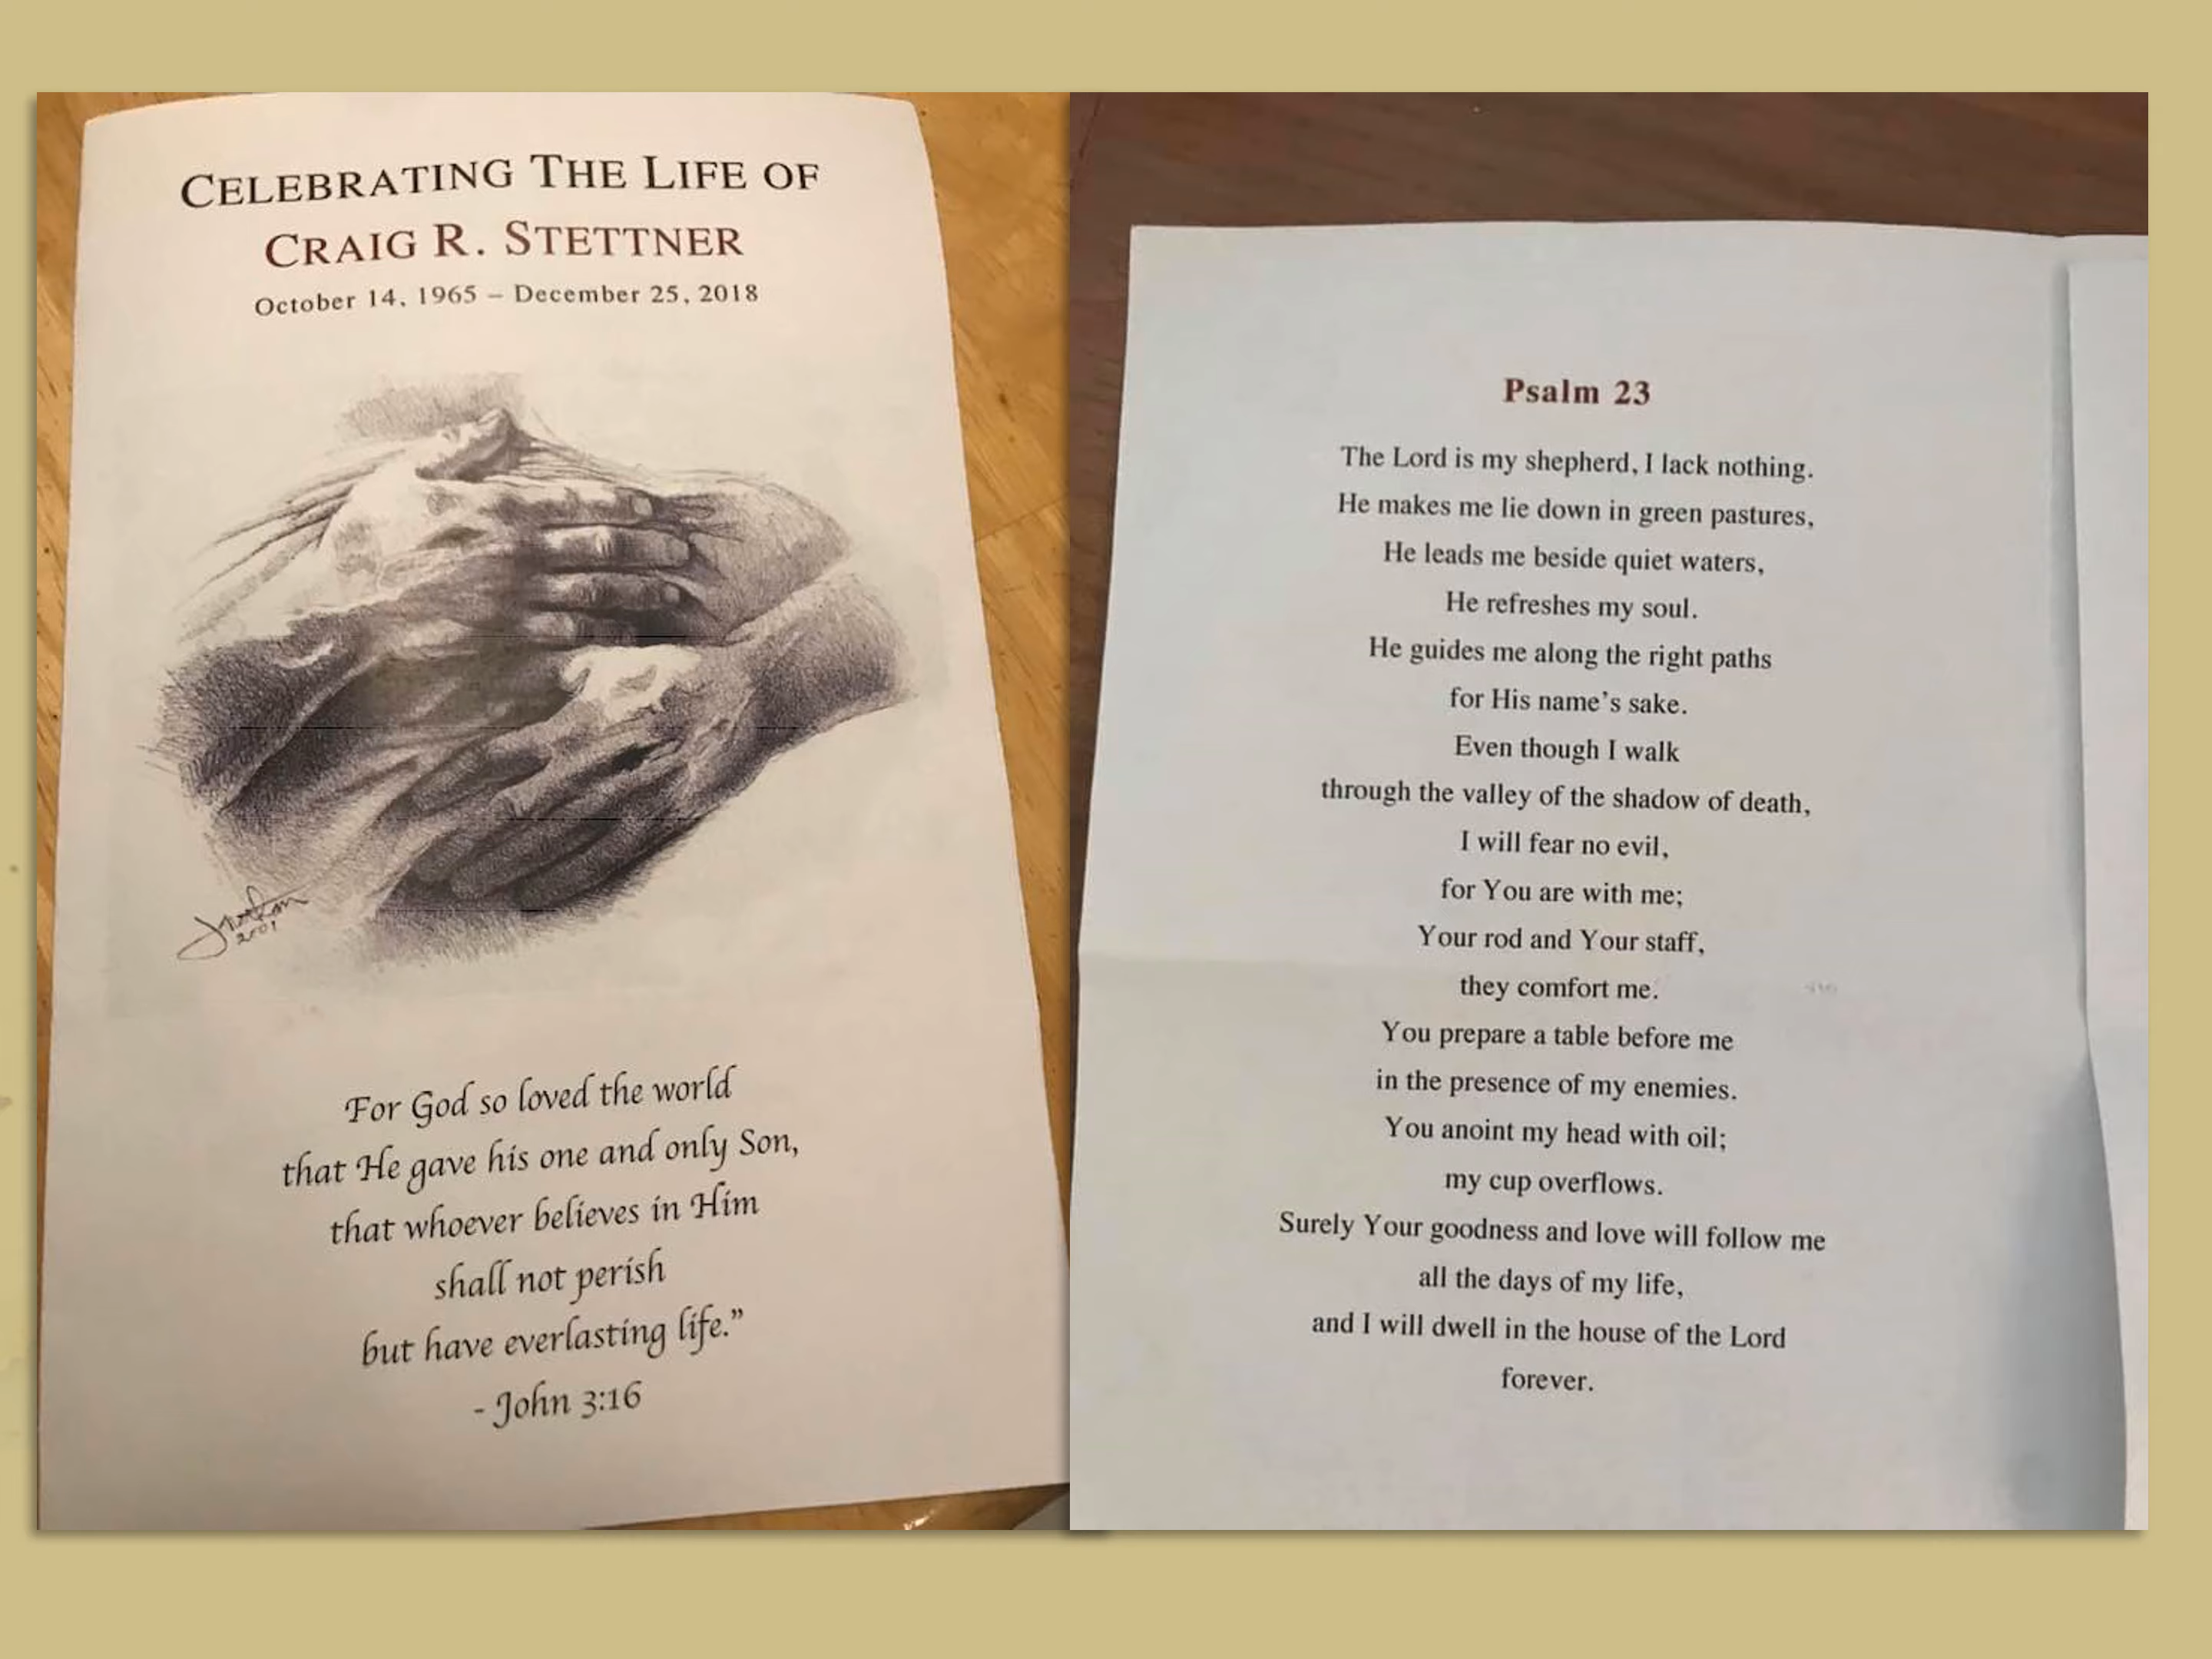 CELEBRATING THE LIFE OF
CRAIG R. STETTNER
October 14, 1965 – December 25, 2018
2001
For God so loved the world
that He gave his one and only Son,
that whoever believes in Him
shall not perish
but have everlasting life.”
- John 3:16
Psalm 23
The Lord is my shepherd, I lack nothing.
He makes me lie down in green pastures,
He leads me beside quiet waters,
He refreshes my soul.
He guides me along the right paths
for His name’s sake.
Even though I walk
through the valley of the shadow of death,
I will fear no evil,
for You are with me;
Your rod and Your staff,
they comfort me.
You prepare a table before me
in the presence of my enemies.
You anoint my head with oil;
my cup overflows.
Surely Your goodness and love will follow me
all the days of my life,
and I will dwell in the house of the Lord
forever.